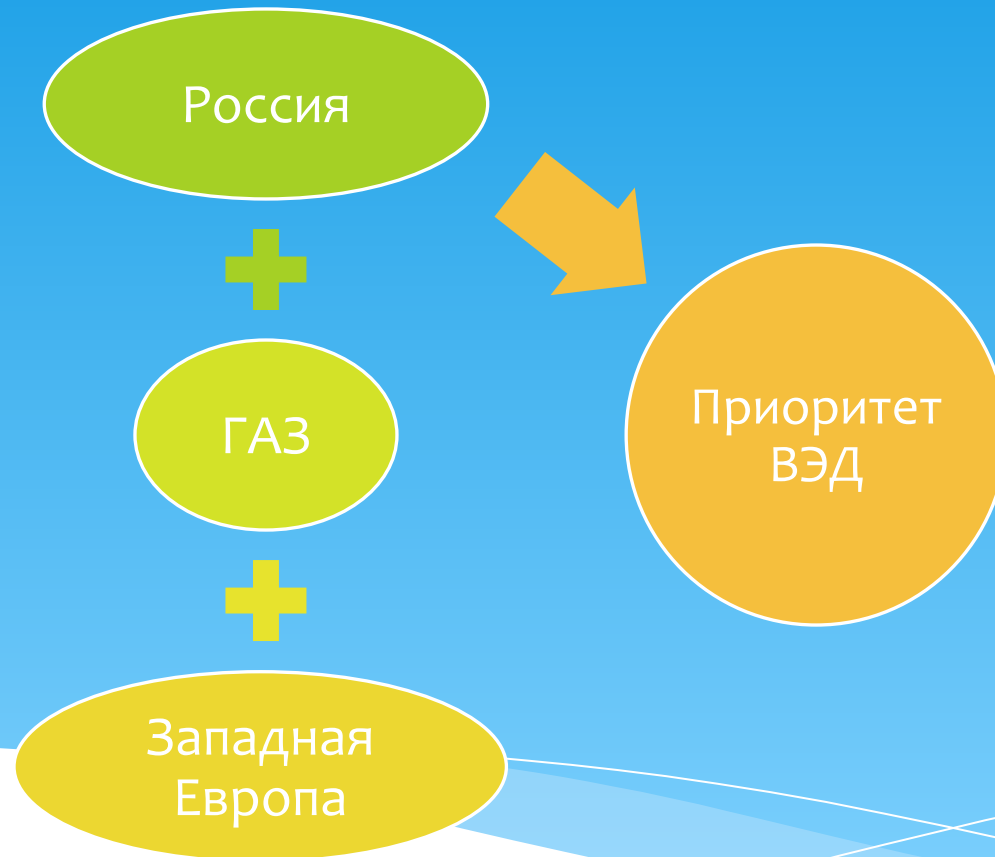 Россия
ГАЗ
Западная
Европа
Приоритет
ВЭД